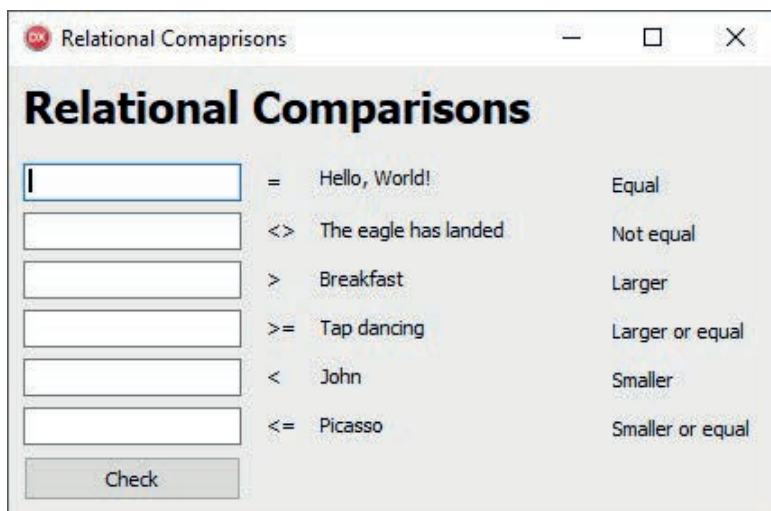 DX Relational Comaprisons
Relational Comparisons
= Hello, World! Equal
<> The eagle has landed Not equal
> Breakfast Larger
>= Tap dancing Larger or equal
< John Smaller
<= Picasso Smaller or equal
Check